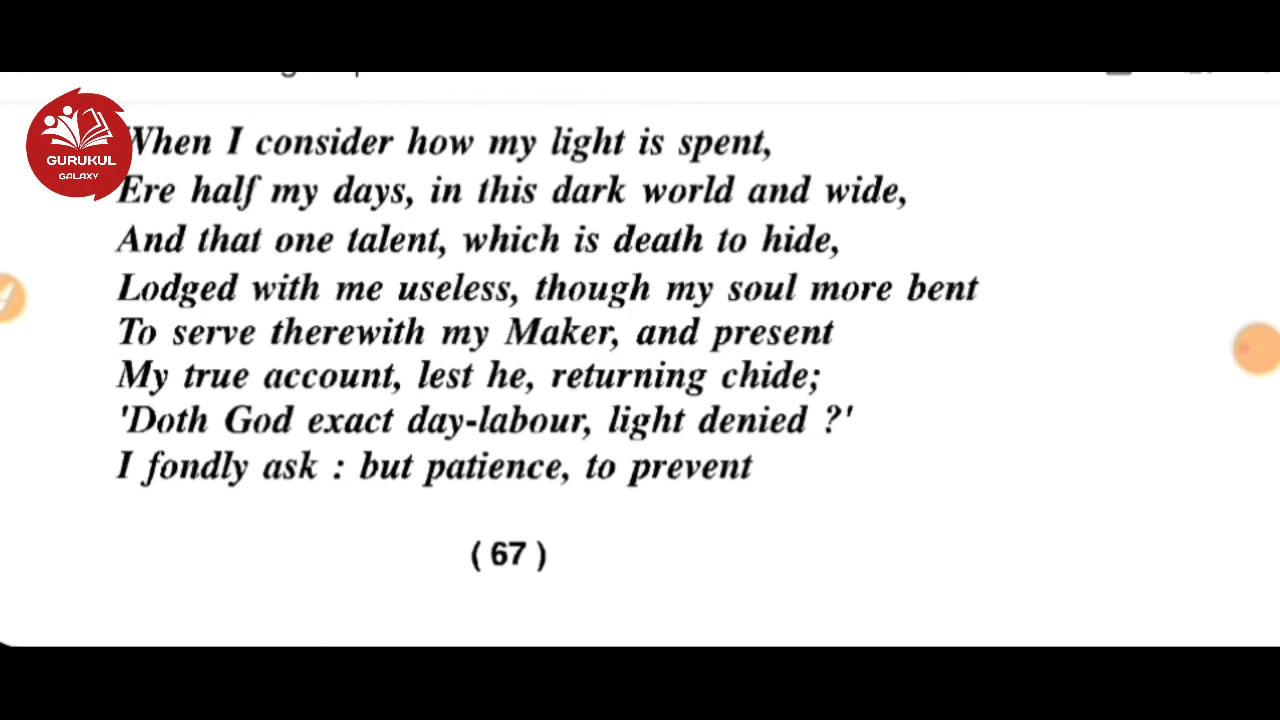 GURUKUL
GALAXY
When I consider how my light is spent,
Ere half my days, in this dark world and wide,
And that one talent, which is death to hide,
Lodged with me useless, though my soul more bent
To serve therewith my Maker, and present
My true account, lest he, returning chide;
'Doth God exact day-labour, light denied ?'
I fondly ask : but patience, to prevent
( 67 )